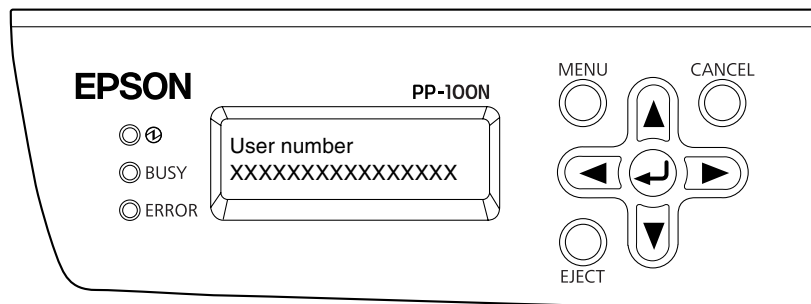 EPSON
PP-100N
MENU
CANCEL
User number
XXXXXXXXXXXXXXXX
BUSY
ERROR
EJECT